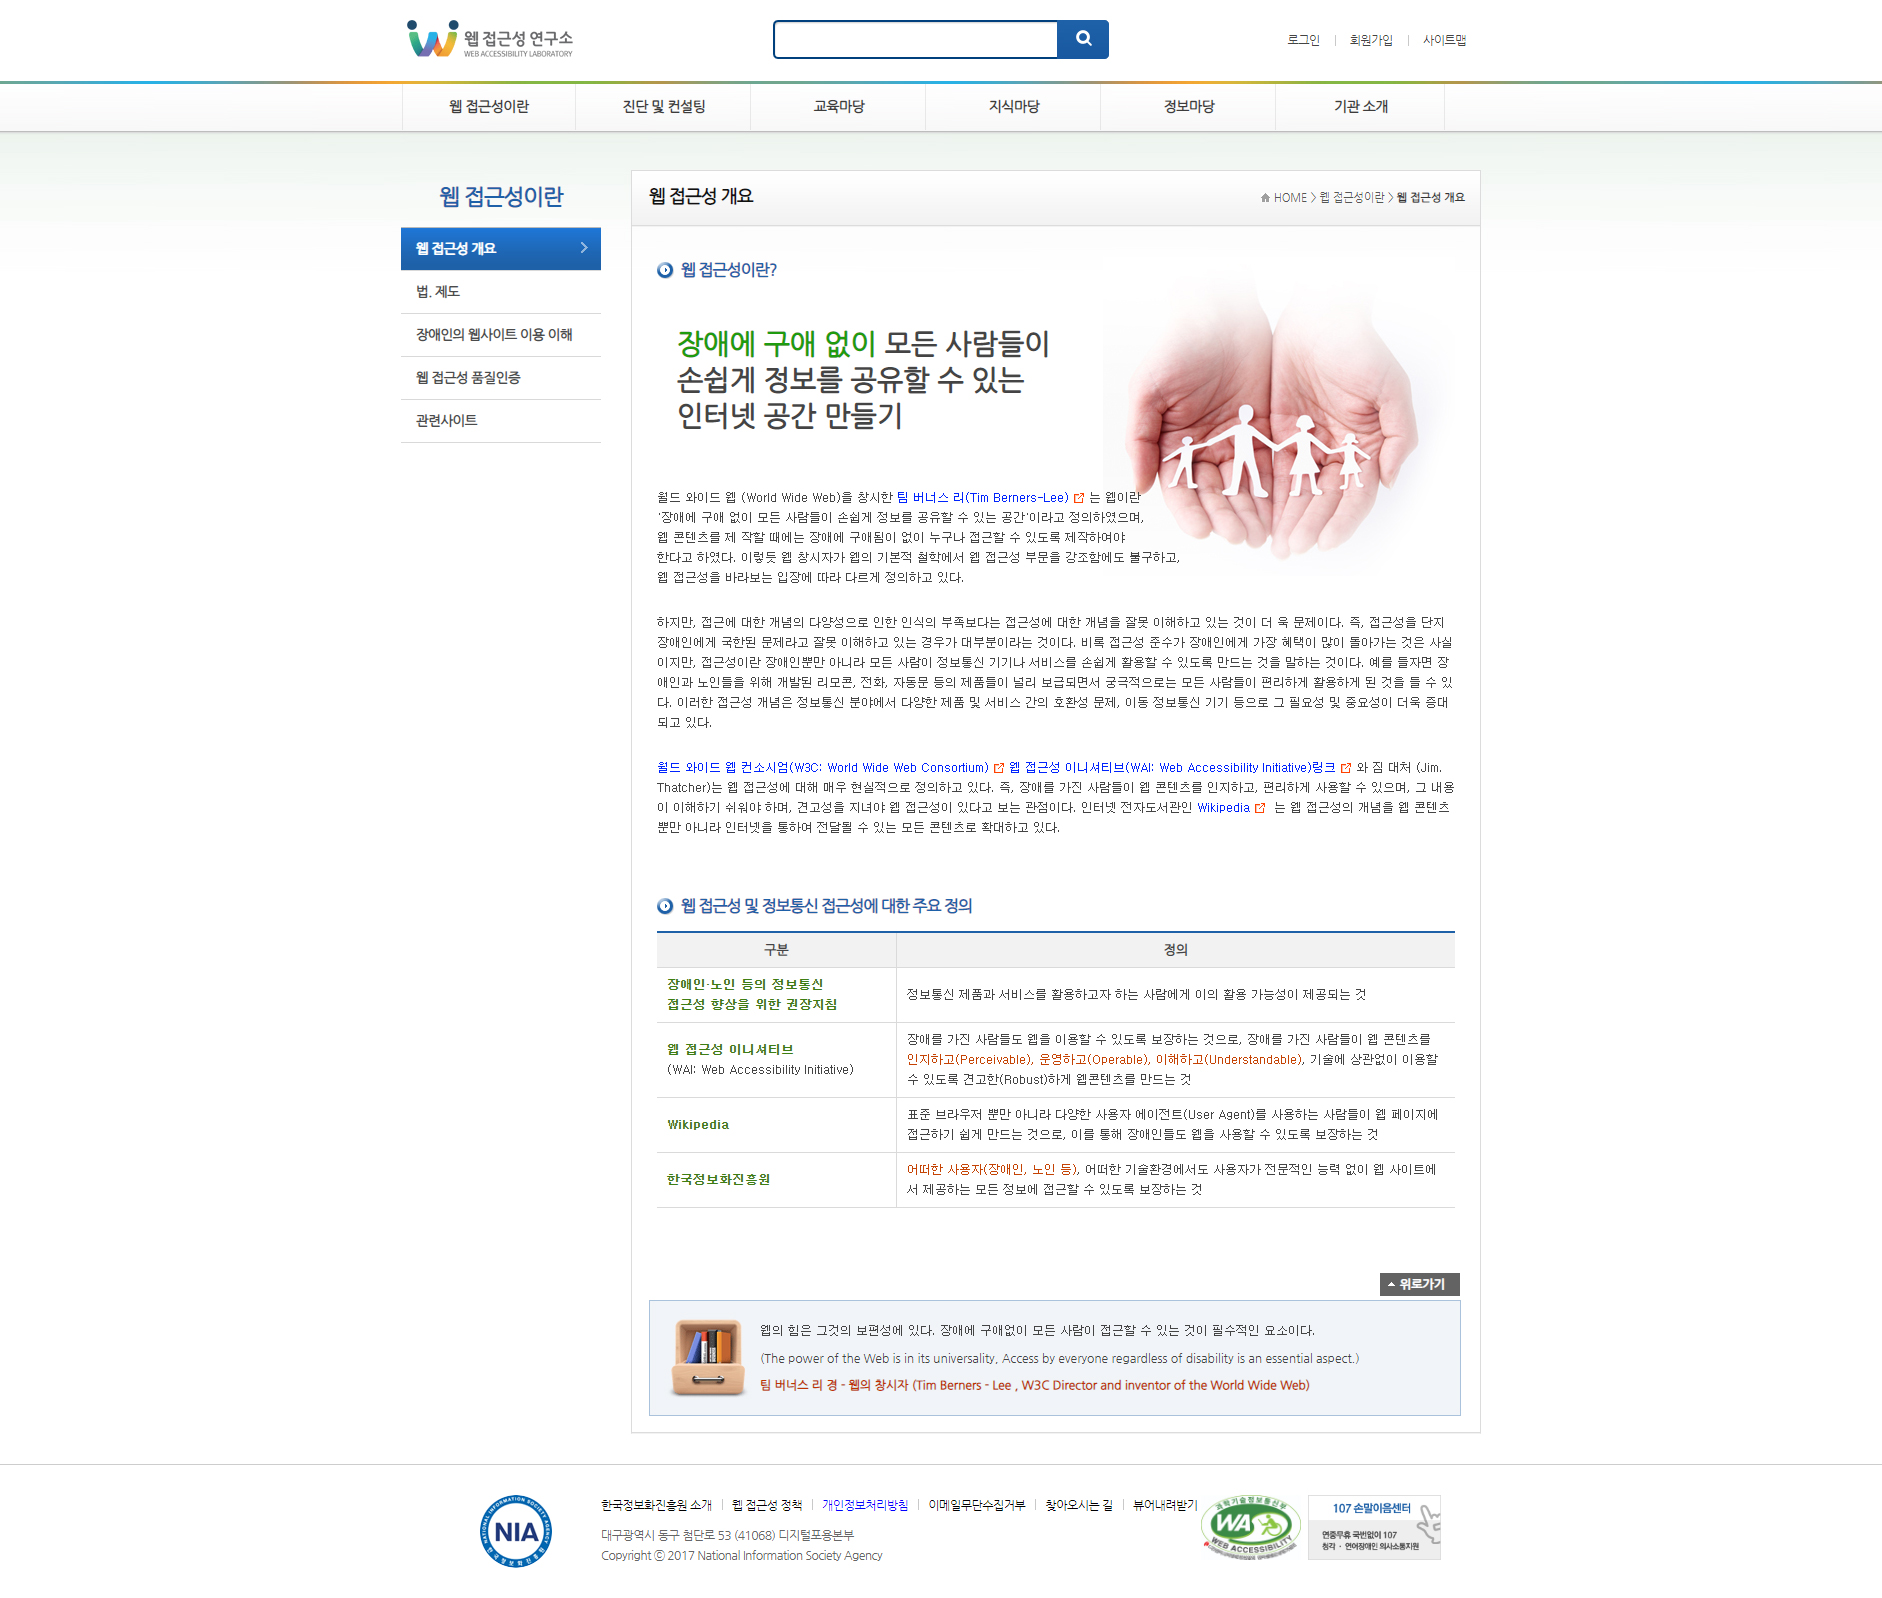 웹 접근성 연구소
WEB ACCESSIBILITY LABORATORY
로그인
회원가입
사이트맵
웹 접근성이란
진단 및 컨설팅
교육마당
지식마당
정보마당
기관 소개
웹 접근성이란
웹 접근성 개요
법. 제도
장애인의 웹사이트 이용 이해
웹 접근성 품질인증
관련사이트
웹 접근성 개요
HOME > 웹 접근성이란 > 웹 접근성 개요
웹 접근성이란?
장애에 구애 없이 모든 사람들이
손쉽게 정보를 공유할 수 있는
인터넷 공간 만들기
월드 와이드 웹 (World Wide Web)을 창시한 팀 버너스 리(Tim Berners-Lee) 는 웹이란
'장애에 구애 없이 모든 사람들이 손쉽게 정보를 공유할 수 있는 공간'이라고 정의하였으며,
웹 콘텐츠를 제 작할 때에는 장애에 구애됨이 없이 누구나 접근할 수 있도록 제작하여야
한다고 하였다. 이렇듯 웹 창시자가 웹의 기본적 철학에서 웹 접근성 부문을 강조함에도 불구하고,
웹 접근성을 바라보는 입장에 따라 다르게 정의하고 있다.
하지만, 접근에 대한 개념의 다양성으로 인한 인식의 부족보다는 접근성에 대한 개념을 잘못 이해하고 있는 것이 더 욱 문제이다. 즉, 접근성을 단지
장애인에게 국한된 문제라고 잘못 이해하고 있는 경우가 대부분이라는 것이다. 비록 접근성 준수가 장애인에게 가장 혜택이 많이 돌아가는 것은 사실
이지만, 접근성이란 장애인뿐만 아니라 모든 사람이 정보통신 기기나 서비스를 손쉽게 활용할 수 있도록 만드는 것을 말하는 것이다. 예를 들자면 장
애인과 노인들을 위해 개발된 리모콘, 전화, 자동문 등의 제품들이 널리 보급되면서 궁극적으로는 모든 사람들이 편리하게 활용하게 된 것을 들 수 있
다. 이러한 접근성 개념은 정보통신 분야에서 다양한 제품 및 서비스 간의 호환성 문제, 이동 정보통신 기기 등으로 그 필요성 및 중요성이 더욱 증대
되고 있다.
월드 와이드 웹 컨소시엄(W3C: World Wide Web Consortium) 웹 접근성 이니셔티브(WAI: Web Accessibility Initiative)링크 와 짐 대처 (Jim.
Thatcher)는 웹 접근성에 대해 매우 현실적으로 정의하고 있다. 즉, 장애를 가진 사람들이 웹 콘텐츠를 인지하고, 편리하게 사용할 수 있으며, 그 내용
이 이해하기 쉬워야 하며, 견고성을 지녀야 웹 접근성이 있다고 보는 관점이다. 인터넷 전자도서관인 Wikipedia 는 웹 접근성의 개념을 웹 콘텐츠
뿐만 아니라 인터넷을 통하여 전달될 수 있는 모든 콘텐츠로 확대하고 있다.
웹 접근성 및 정보통신 접근성에 대한 주요 정의
구분
정의
장애인·노인 등의 정보통신
접근성 향상을 위한 권장지침
정보통신 제품과 서비스를 활용하고자 하는 사람에게 이의 활용 가능성이 제공되는 것
웹 접근성 이니셔티브
(WAI: Web Accessibility Initiative)
장애를 가진 사람들도 웹을 이용할 수 있도록 보장하는 것으로, 장애를 가진 사람들이 웹 콘텐츠를
인지하고(Perceivable), 운영하고(Operable), 이해하고(Understandable), 기술에 상관없이 이용할
수 있도록 견고한(Robust)하게 웹콘텐츠를 만드는 것
Wikipedia
표준 브라우저 뿐만 아니라 다양한 사용자 에이전트(User Agent)를 사용하는 사람들이 웹 페이지에
접근하기 쉽게 만드는 것으로, 이를 통해 장애인들도 웹을 사용할 수 있도록 보장하는 것
한국정보화진흥원
어떠한 사용자(장애인, 노인 등), 어떠한 기술환경에서도 사용자가 전문적인 능력 없이 웹 사이트에
서 제공하는 모든 정보에 접근할 수 있도록 보장하는 것
위로가기
웹의 힘은 그것의 보편성에 있다. 장애에 구애없이 모든 사람이 접근할 수 있는 것이 필수적인 요소이다.
(The power of the Web is in its universality, Access by everyone regardless of disability is an essential aspect.)
팀 버너스 리 경 - 웹의 창시자 (Tim Berners - Lee , W3C Director and inventor of the World Wide Web)
NATIONAL INFORMATION SOCIETY AGENCY
NIA
한국정보화진흥원
한국정보화진흥원 소개
웹 접근성 정책
개인정보처리방침
이메일무단수집거부
찾아오시는 길
뷰어내려받기
대구광역시 동구 첨단로 53 (41068) 디지털포용본부
Copyright ⓒ 2017 National Information Society Agency
과학기술정보통신부
WA
WEB ACCESSIBILITY
107 손말이음센터
연중무휴 국번없이 107
청각 · 언어장애인 의사소통지원